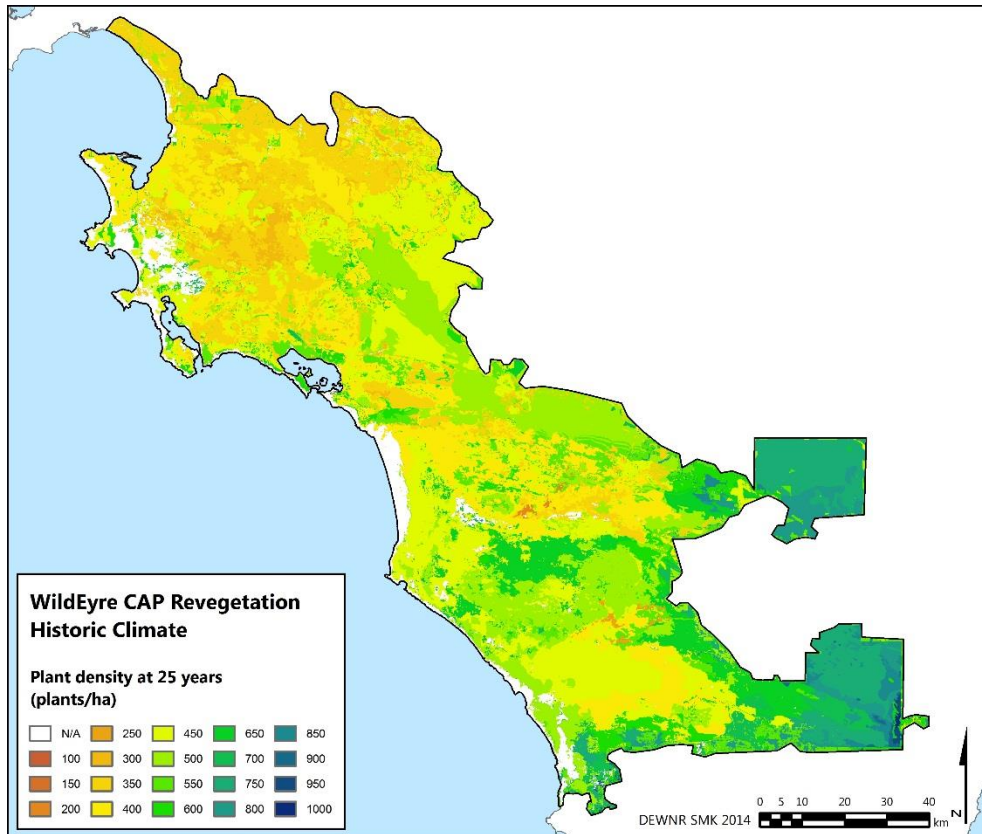 WildEyre CAP Revegetation
Historic Climate
Plant density at 25 years
(plants/ha)
N/A 250 450 650 850
100 300 500 700 900
150 350 550 750 950
200 400 600 800 1000
DEWNR SMK 2014
0 5 10 20 30 40
km
N